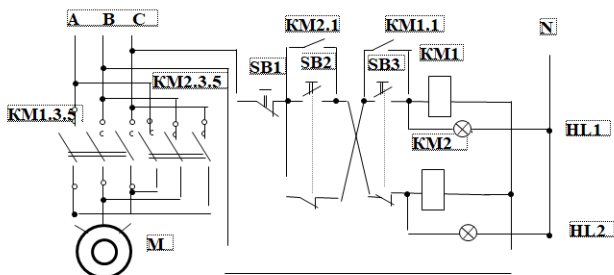 A B C
KM2.1
KM1.1
N
SB1
SB2
SB3
KM1
KM2.3.5
KM1.3.5
C C C C C C
KM2
HL1
HL2
M